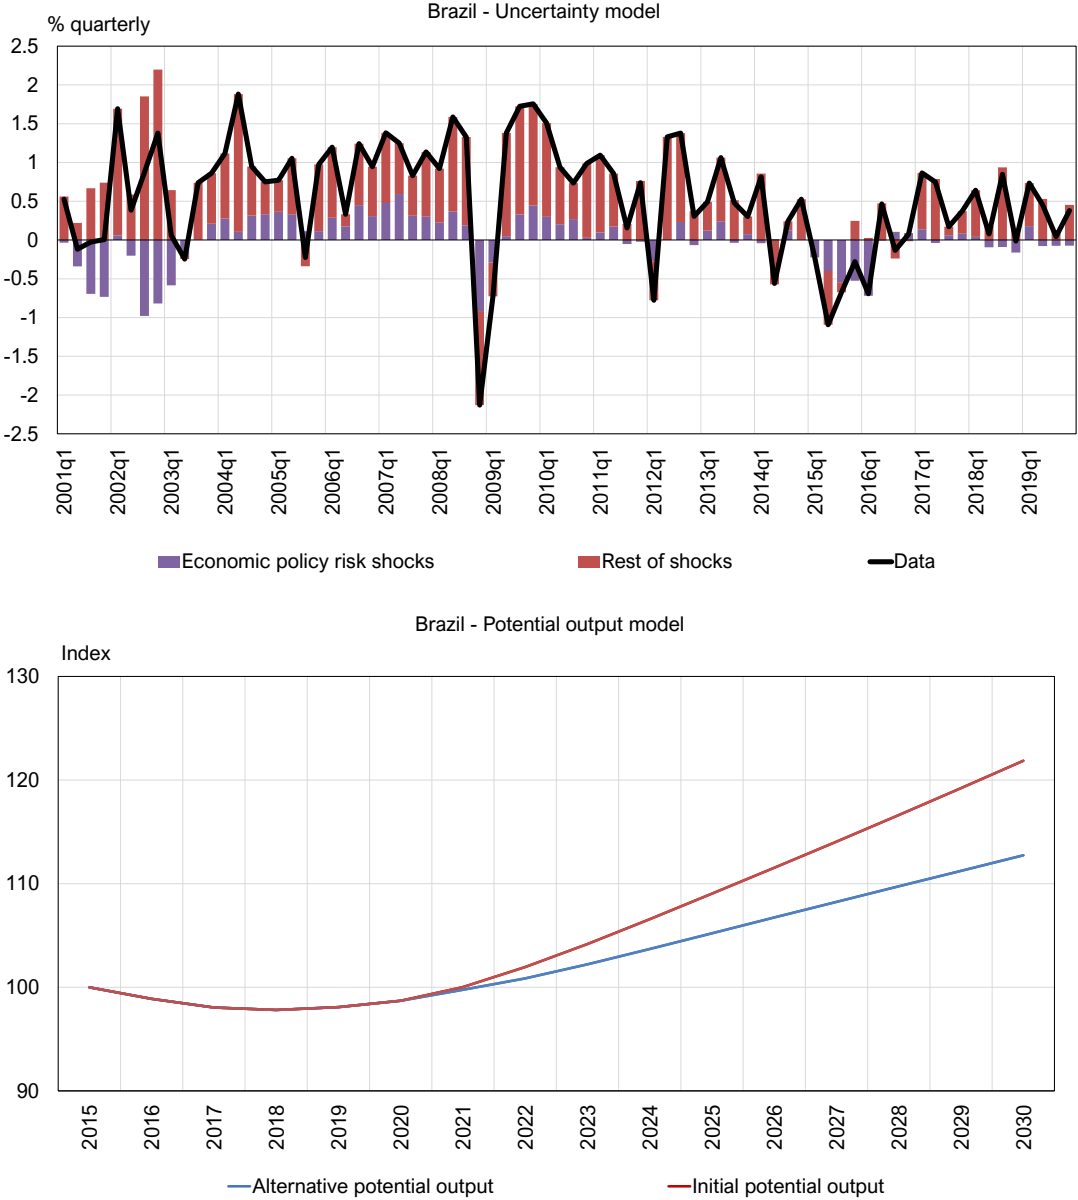 Brazil - Uncertainty model
% quarterly
2.5
2
1.5
1
0.5
0
-0.5
-1
-1.5
-2
-2.5
2001q1 2002q1 2003q1 2004q1 2005q1 2006q1 2007q1 2008q1 2009q1 2010q1 2011q1 2012q1 2013q1 2014q1 2015q1 2016q1 2017q1 2018q1 2019q1
Economic policy risk shocks Rest of shocks Data
Brazil - Potential output model
Index
130
120
110
100
90
2015 2016 2017 2018 2019 2020 2021 2022 2023 2024 2025 2026 2027 2028 2029 2030
Alternative potential output Initial potential output